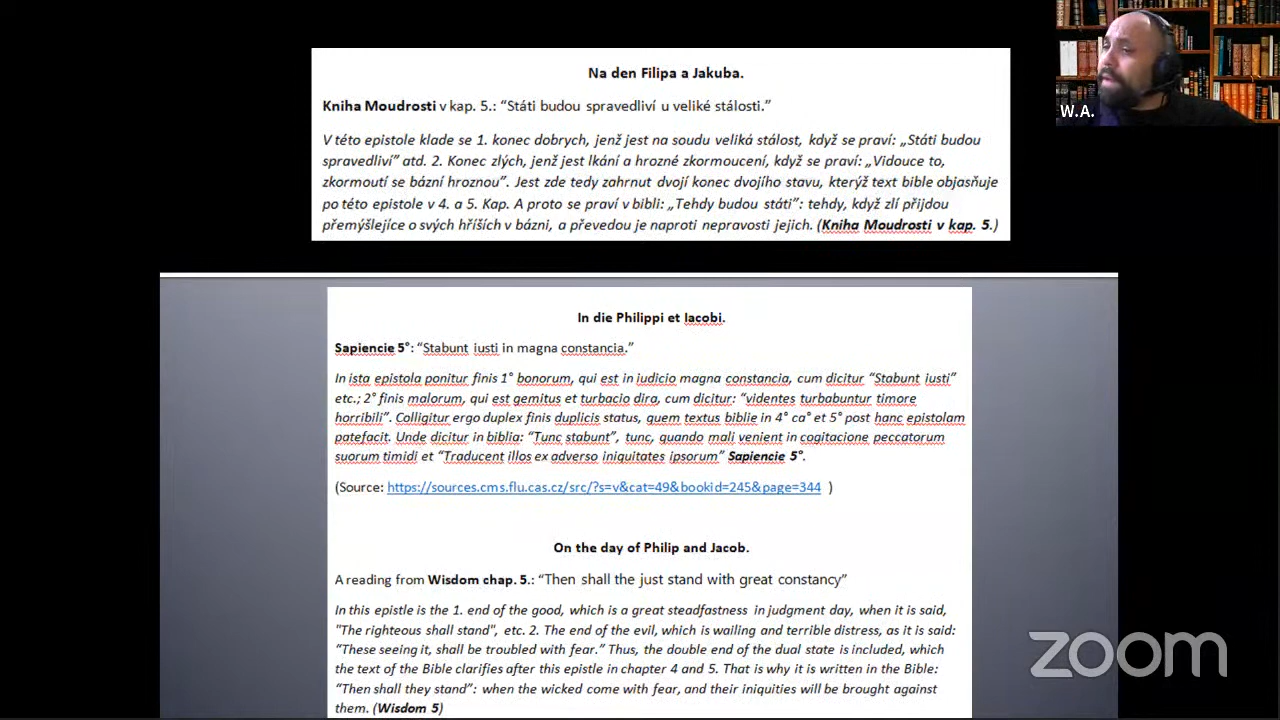 Na den Filipa a Jakuba.
Kniha Moudrosti v kap. 5.: “Státi budou spravedliví u veliké stálosti.”
V této epistole klade se 1. konec dobrych, jenž jest na soudu veliká stálost, když se praví: „Státi budou
spravedliví” atd. 2. Konec zlých, jenž jest lkání a hrozné zkormoucení, když se praví: „Vidouce to,
zkormoutí se bázní hroznou”. Jest zde tedy zahrnut dvojí konec dvojího stavu, kterýž text bible objasňuje
po této epistole v 4. a 5. Kap. A proto se praví v bibli: „Tehdy budou státi”: tehdy, když zlí přijdou
přemýšlejíce o svých hříších v bázni, a převedou je naproti nepravosti jejich. (Kniha Moudrosti v kap. 5.)
W.A.
In die Philippi et Iacobi.
Sapiencie 5°: “Stabunt iusti in magna constancia.”
In ista epistola ponitur finis 1° bonorum, qui est in iudicio magna constancia, cum dicitur “Stabunt iusti”
etc.; 2° finis malorum, qui est gemitus et turbacio dira, cum dicitur: “videntes turbabuntur timore
horribili”. Colligitur ergo duplex finis duplicis status, quem textus biblie in 4° ca° et 5° post hanc epistolam
patefacit. Unde dicitur in biblia: “Tunc stabunt”, tunc, quando mali venient in cogitacione peccatorum
suorum timidi et “Traducent illos ex adverso iniquitates ipsorum” Sapiencie 5°.
(Source: https://sources.cms.flu.cas.cz/src/?s=v&cat=49&bookid=245&page=344 )
On the day of Philip and Jacob.
A reading from Wisdom chap. 5.: “Then shall the just stand with great constancy”
In this epistle is the 1. end of the good, which is a great steadfastness in judgment day, when it is said,
"The righteous shall stand", etc. 2. The end of the evil, which is wailing and terrible distress, as it is said:
“These seeing it, shall be troubled with fear.” Thus, the double end of the dual state is included, which
the text of the Bible clarifies after this epistle in chapter 4 and 5. That is why it is written in the Bible:
“Then shall they stand”: when the wicked come with fear, and their iniquities will be brought against
them. (Wisdom 5)
zoom